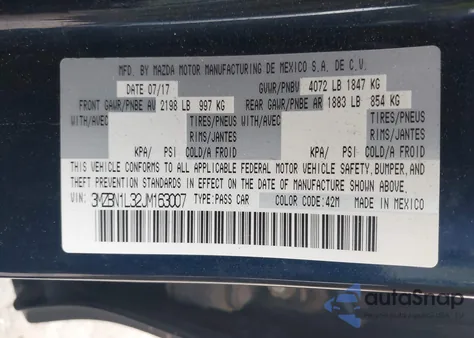 MFD. BY MAZDA MOTOR MANUFACTURING DE MEXICO S.A. DE C.V.
DATE 07/17 GVWR/PNBV 4072 LB 1847 KG
FRONT GAWR/PNBE AV 2198 LB 997 KG REAR GAWR/PNBE AR 1883 LB 854 KG
WITH/AVEC TIRES/PNEUS WITH/AVEC TIRES/PNEUS
RIMS/JANTES RIMS/JANTES
KPA/ PSI COLD/A FROID KPA/ PSI COLD/A FROID
THIS VEHICLE CONFORMS TO ALL APPLICABLE FEDERAL MOTOR VEHICLE SAFETY, BUMPER, AND
THEFT PREVENTION STANDARDS IN EFFECT ON THE DATE OF MANUFACTURE SHOWN ABOVE.
VIN: 3MZBN1L32JM163007 TYPE: PASS CAR COLOR CODE: 42M MADE IN MEXICO
autoSnap